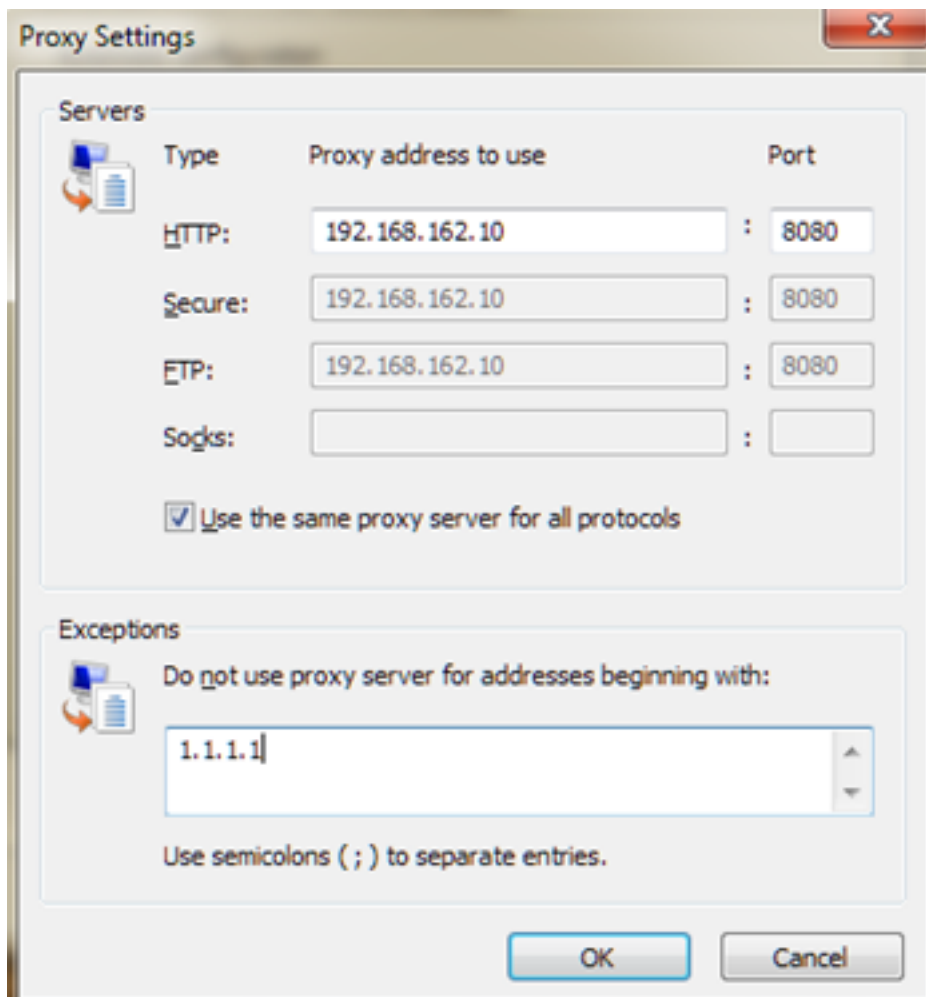 Proxy Settings
Servers
Type Proxy address to use Port
HTTP: 192.168.162.10 : 8080
Secure: 192.168.162.10 : 8080
FTP: 192.168.162.10 : 8080
Socks: :
Use the same proxy server for all protocols
Exceptions
Do not use proxy server for addresses beginning with:
1.1.1.1
Use semicolons ( ; ) to separate entries.
OK Cancel